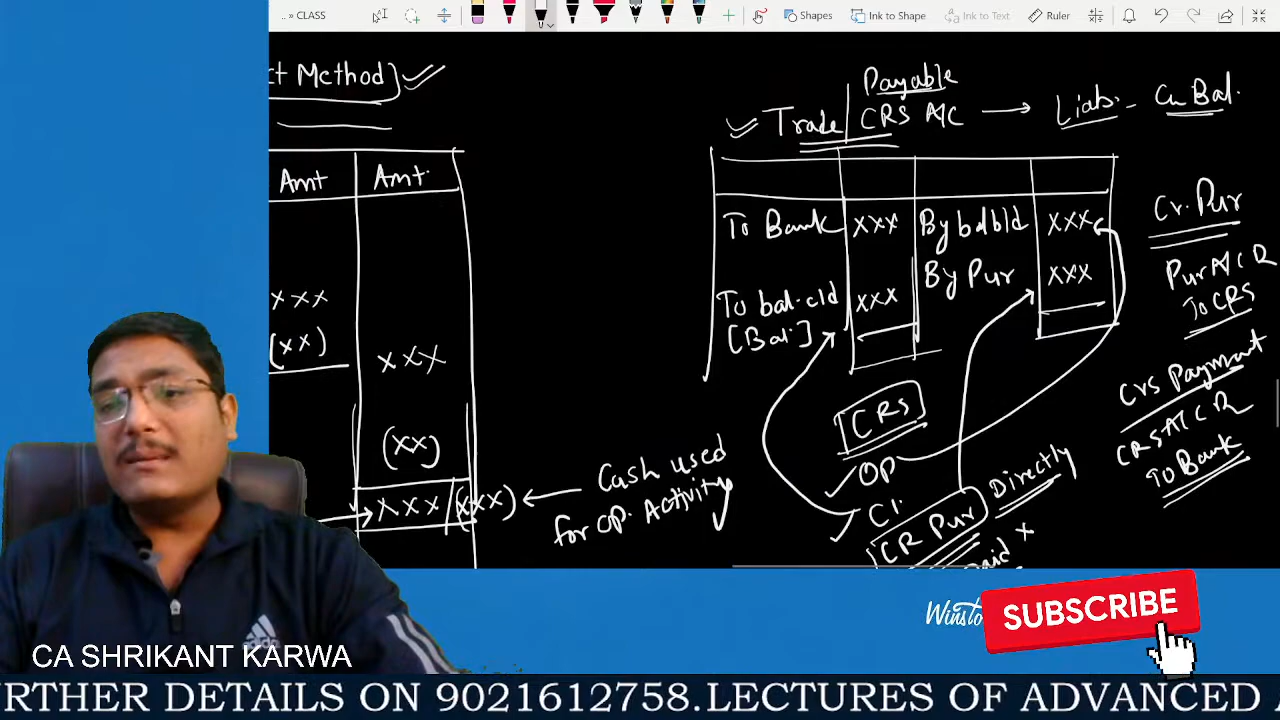 .. » CLASS
Shapes
Ink to Shape
Ink to Text
Ruler
ct Method] ✓
Amt Amt.
xxx
(xx)
xxx
(xx)
xxx/(xxx) ← Cash used
for op. Activity
✓ Trade Payable
CRS A/C → Liab. - Cr Bal.
To Bank xxx By bal b/d xxx
By Pur xxx
To bal. c/d xxx
[Bal.]
CRS
✓ OP
✓ Cl.
CR Pur Directly
Paid x
Cr. Pur
Pur A/C DR
To CRS
Crs Payment
CRS A/C DR
To Bank
SUBSCRIBE
CA SHRIKANT KARWA
URTHER DETAILS ON 9021612758.LECTURES OF ADVANCED